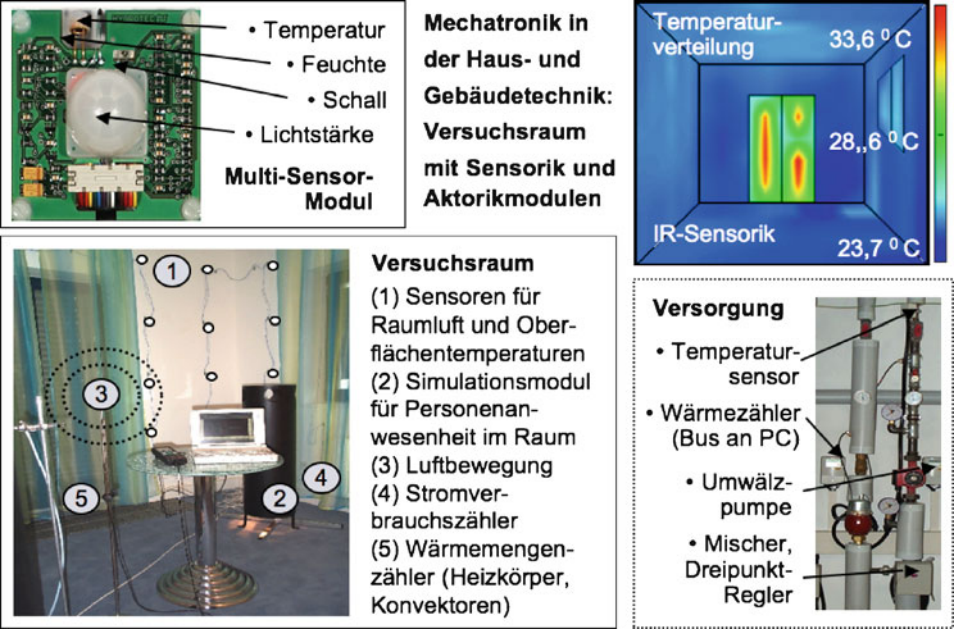 • Temperatur
• Feuchte
• Schall
• Lichtstärke
Multi-Sensor-
Modul
Mechatronik in
der Haus- und
Gebäudetechnik:
Versuchsraum
mit Sensorik und
Aktorikmodulen
Temperatur-
verteilung
33,6 ⁰ C
28,,6 ⁰ C
IR-Sensorik
23,7 ⁰ C
1
3
5
2
4
Versuchsraum
(1) Sensoren für
Raumluft und Ober-
flächentemperaturen
(2) Simulationsmodul
für Personenan-
wesenheit im Raum
(3) Luftbewegung
(4) Stromver-
brauchszähler
(5) Wärmemengen-
zähler (Heizkörper,
Konvektoren)
Versorgung
• Temperatur-
sensor
• Wärmezähler
(Bus an PC)
• Umwälz-
pumpe
• Mischer,
Dreipunkt-
Regler